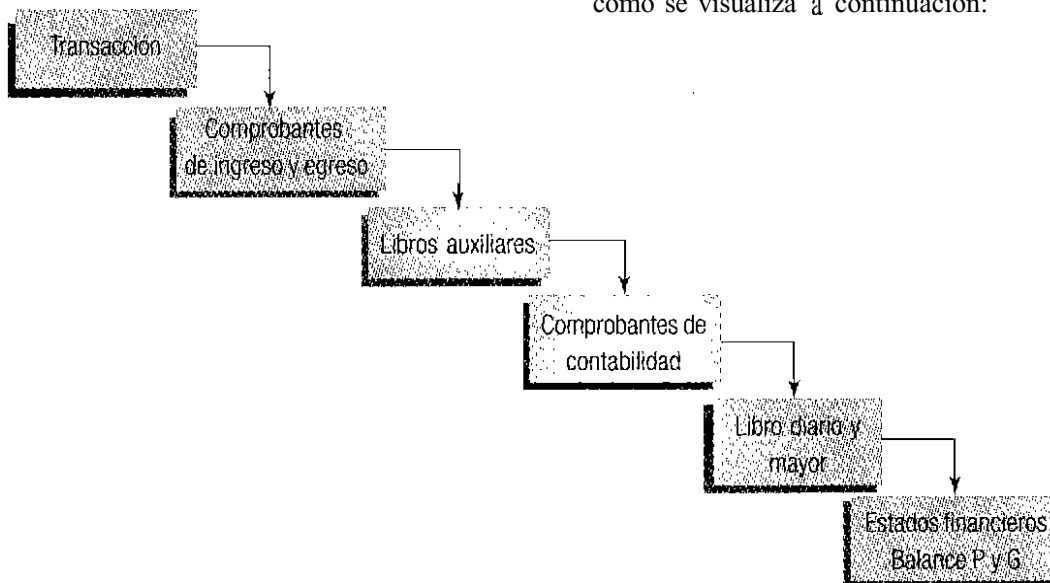 como se visualiza a continuación:
Transacción
Comprobantes
de ingreso y egreso
Libros auxiliares
Comprobantes de
contabilidad
Libro diario y
mayor
Estados financieros
Balance P y G